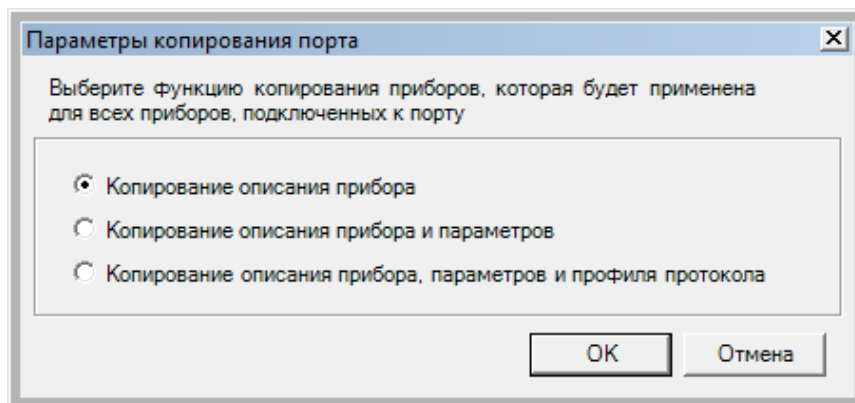 Параметры копирования порта
Выберите функцию копирования приборов, которая будет применена
для всех приборов, подключенных к порту
Копирование описания прибора
Копирование описания прибора и параметров
Копирование описания прибора, параметров и профиля протокола
OK
Отмена